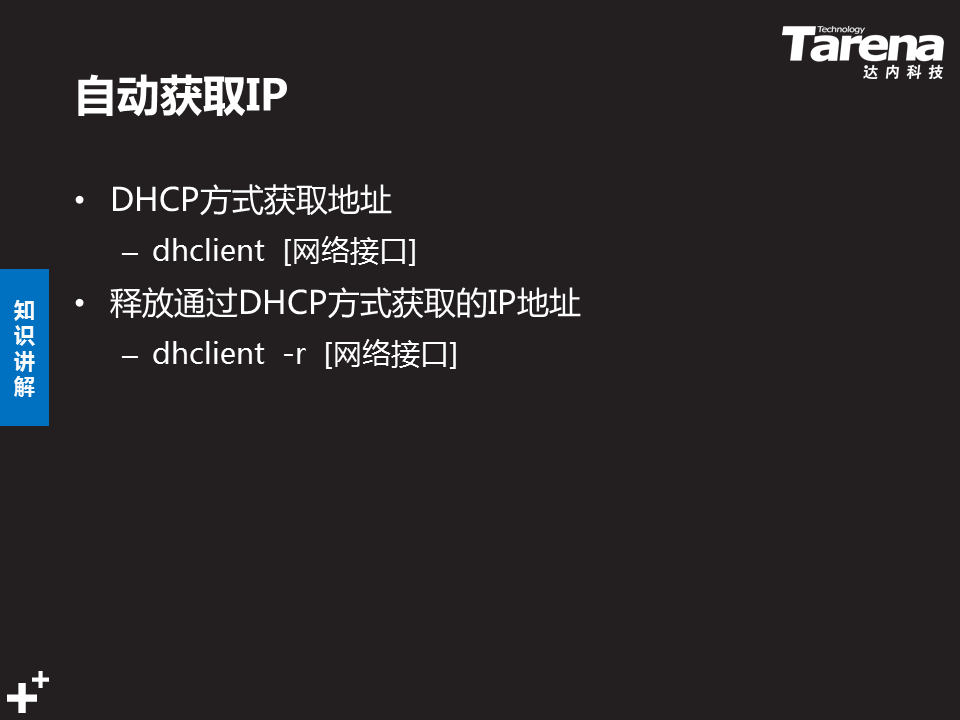 Technology
Tarena
达内科技
自动获取IP
• DHCP方式获取地址
– dhclient [网络接口]
• 释放通过DHCP方式获取的IP地址
– dhclient -r [网络接口]
知识讲解